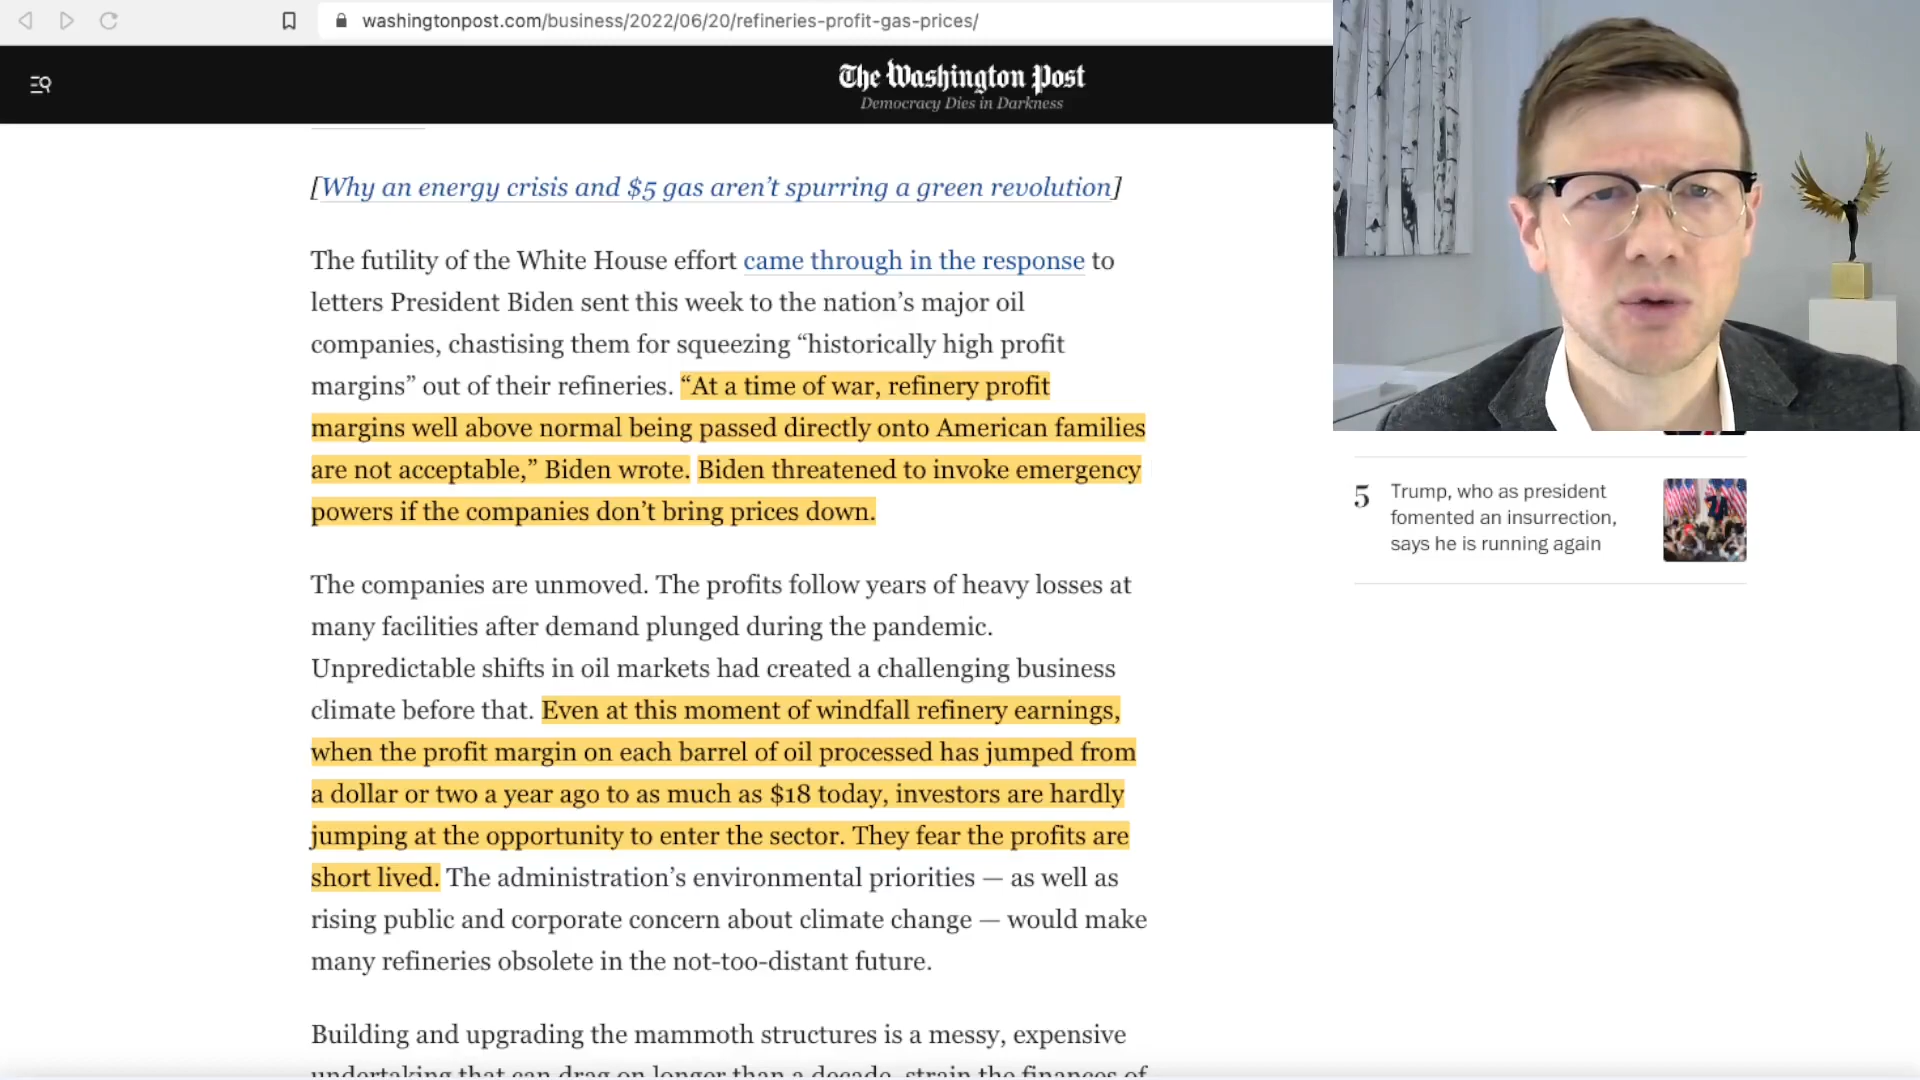 washingtonpost.com/business/2022/06/20/refineries-profit-gas-prices/
The Washington Post
Democracy Dies in Darkness
[Why an energy crisis and $5 gas aren’t spurring a green revolution]
The futility of the White House effort came through in the response to
letters President Biden sent this week to the nation’s major oil
companies, chastising them for squeezing “historically high profit
margins” out of their refineries. “At a time of war, refinery profit
margins well above normal being passed directly onto American families
are not acceptable,” Biden wrote. Biden threatened to invoke emergency
powers if the companies don’t bring prices down.
The companies are unmoved. The profits follow years of heavy losses at
many facilities after demand plunged during the pandemic.
Unpredictable shifts in oil markets had created a challenging business
climate before that. Even at this moment of windfall refinery earnings,
when the profit margin on each barrel of oil processed has jumped from
a dollar or two a year ago to as much as $18 today, investors are hardly
jumping at the opportunity to enter the sector. They fear the profits are
short lived. The administration’s environmental priorities — as well as
rising public and corporate concern about climate change — would make
many refineries obsolete in the not-too-distant future.
Building and upgrading the mammoth structures is a messy, expensive
undertaking that can drag on longer than a decade, strain the finances of
5
Trump, who as president
fomented an insurrection,
says he is running again